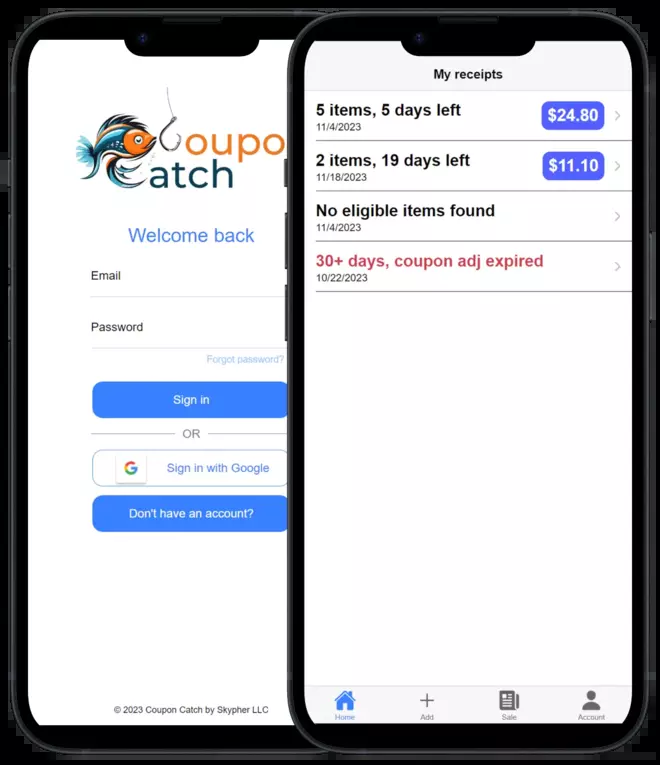 oupo
atch
Welcome back
Email
Password
Forgot password?
Sign in
OR
G Sign in with Google
Don't have an account?
© 2023 Coupon Catch by Skypher LLC
My receipts
5 items, 5 days left
$24.80
11/4/2023
2 items, 19 days left
$11.10
11/18/2023
No eligible items found
11/4/2023
30+ days, coupon adj expired
10/22/2023
Home
Add
Sale
Account